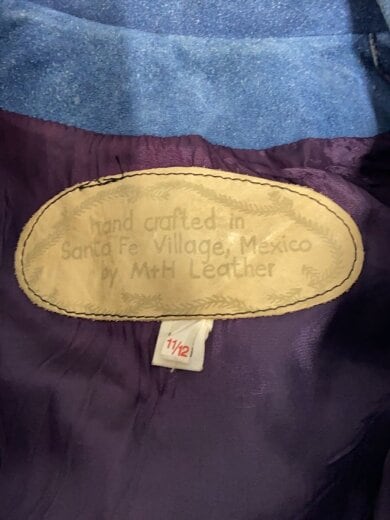 hand crafted in
Santa Fe Village, Mexico
by M+H Leather
11/12